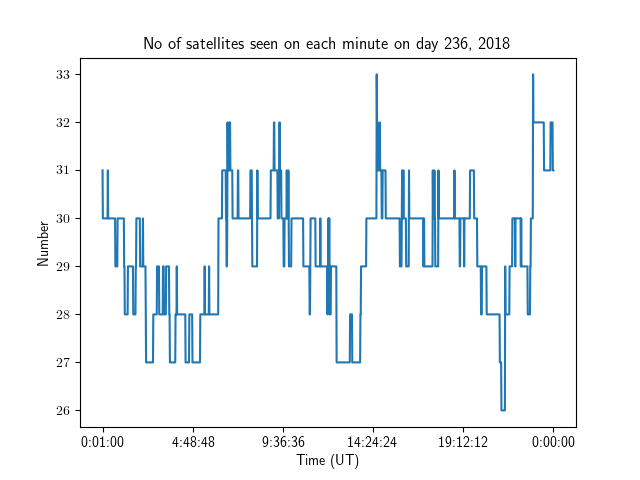 No of satellites seen on each minute on day 236, 2018
33
32
31
30
29
28
27
26
Number
0:01:00 4:48:48 9:36:36 14:24:24 19:12:12 0:00:00
Time (UT)